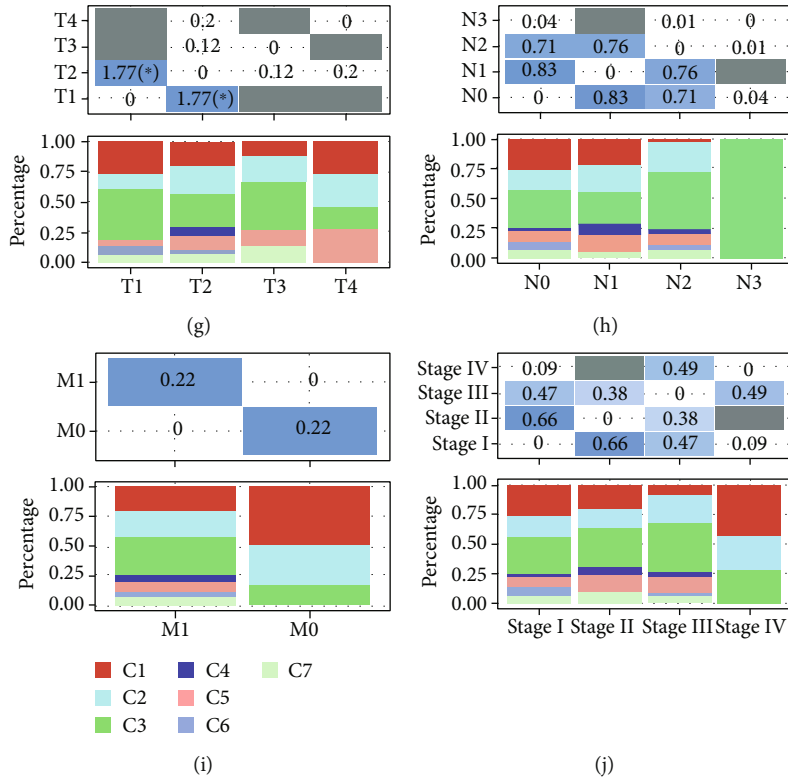 T4 0.2 0
T3 0.12 0
T2 1.77(*) 0 0.12 0.2
T1 0 1.77(*)
1.00
0.75
0.50
0.25
0.00
Percentage
T1 T2 T3 T4
(g)
N3 0.04 0.01 0
N2 0.71 0.76 0 0.01
N1 0.83 0 0.76
N0 0 0.83 0.71 0.04
1.00
0.75
0.50
0.25
0.00
Percentage
N0 N1 N2 N3
(h)
M1 0.22 0
M0 0 0.22
1.00
0.75
0.50
0.25
0.00
Percentage
M1 M0
C1 C4 C7
C2 C5
C3 C6
(i)
Stage IV 0.09 0.49 0
Stage III 0.47 0.38 0 0.49
Stage II 0.66 0 0.38
Stage I 0 0.66 0.47 0.09
1.00
0.75
0.50
0.25
0.00
Percentage
Stage I Stage II Stage III Stage IV
(j)